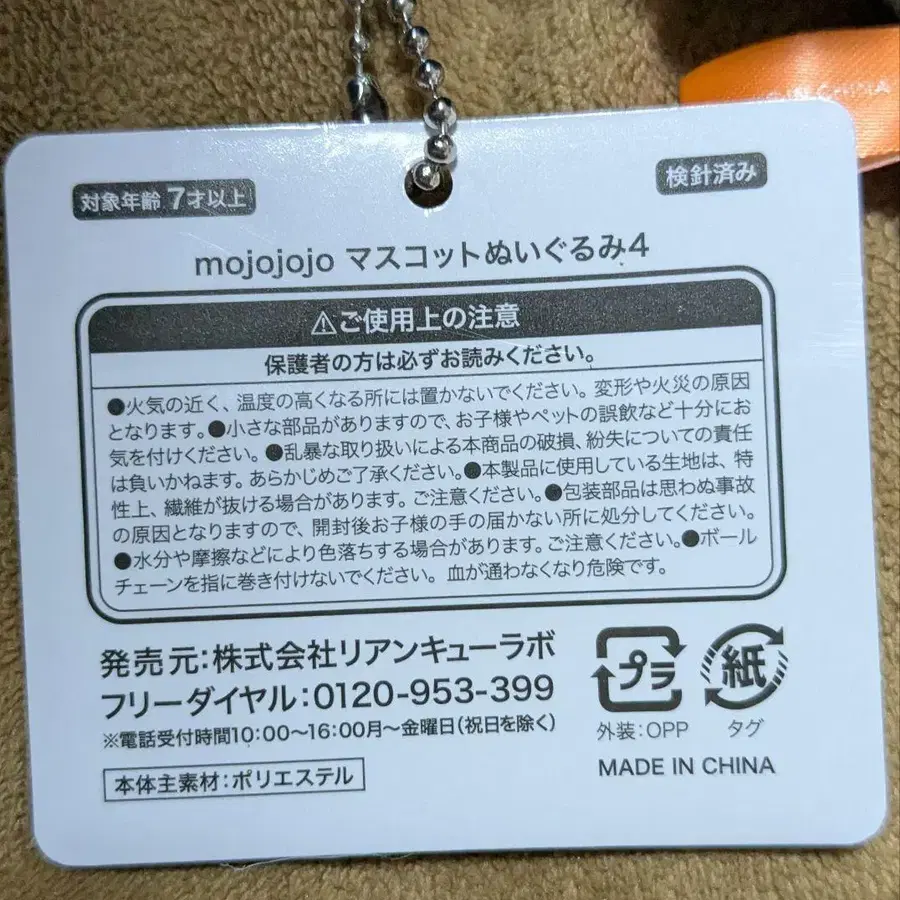 CHINA
対象年齢 7才以上
検針済み
mojojojo マスコットぬいぐるみ4
⚠ご使用上の注意
保護者の方は必ずお読みください。
●火気の近く、温度の高くなる所には置かないでください。変形や火災の原因
となります。●小さな部品がありますので、お子様やペットの誤飲など十分にお
気を付けください。●乱暴な取り扱いによる本商品の破損、紛失についての責任
は負いかねます。あらかじめご了承ください。●本製品に使用している生地は、特
性上、繊維が抜ける場合があります。ご注意ください。●包装部品は思わぬ事故
の原因となりますので、開封後お子様の手の届かない所に処分してください。
●水分や摩擦などにより色落ちする場合があります。ご注意ください。●ボール
チェーンを指に巻き付けないでください。血が通わなくなり危険です。
発売元:株式会社リアンキューラボ
フリーダイヤル:0120-953-399
※電話受付時間10:00〜16:00月〜金曜日(祝日を除く)
本体主素材:ポリエステル
プラ
紙
外装:OPP
タグ
MADE IN CHINA